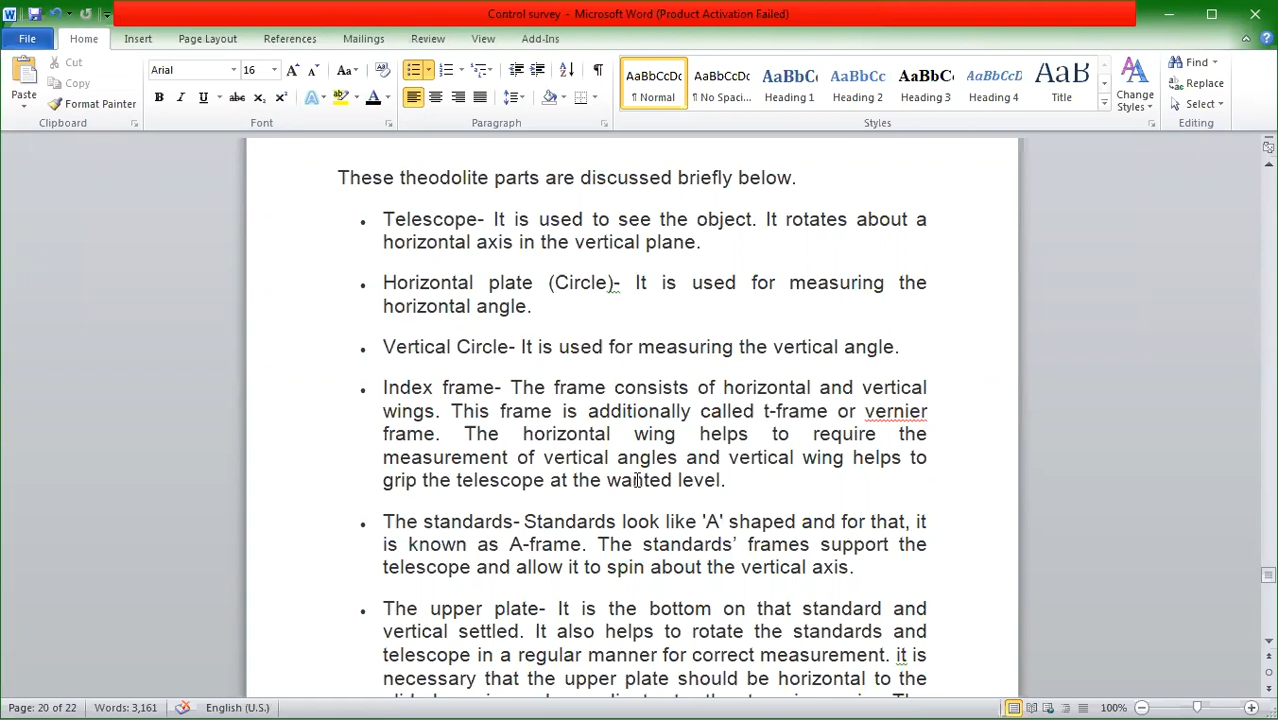 Control survey - Microsoft Word (Product Activation Failed)
File Home Insert Page Layout References Mailings Review View Add-Ins
Paste
Cut
Copy
Format Painter
Clipboard
Arial 16
Font
Paragraph
AaBbCcDc AaBbCcDc AaBbC AaBbCc AaBbCc AaBbCcD AaB
¶ Normal ¶ No Spaci... Heading 1 Heading 2 Heading 3 Heading 4 Title
Change
Styles
Styles
Find
Replace
Select
Editing
These theodolite parts are discussed briefly below.
• Telescope- It is used to see the object. It rotates about a
horizontal axis in the vertical plane.
• Horizontal plate (Circle)- It is used for measuring the
horizontal angle.
• Vertical Circle- It is used for measuring the vertical angle.
• Index frame- The frame consists of horizontal and vertical
wings. This frame is additionally called t-frame or vernier
frame. The horizontal wing helps to require the
measurement of vertical angles and vertical wing helps to
grip the telescope at the wanted level.
• The standards- Standards look like 'A' shaped and for that, it
is known as A-frame. The standards’ frames support the
telescope and allow it to spin about the vertical axis.
• The upper plate- It is the bottom on that standard and
vertical settled. It also helps to rotate the standards and
telescope in a regular manner for correct measurement. it is
necessary that the upper plate should be horizontal to the
Page: 20 of 22 Words: 3,161 English (U.S.) 100%